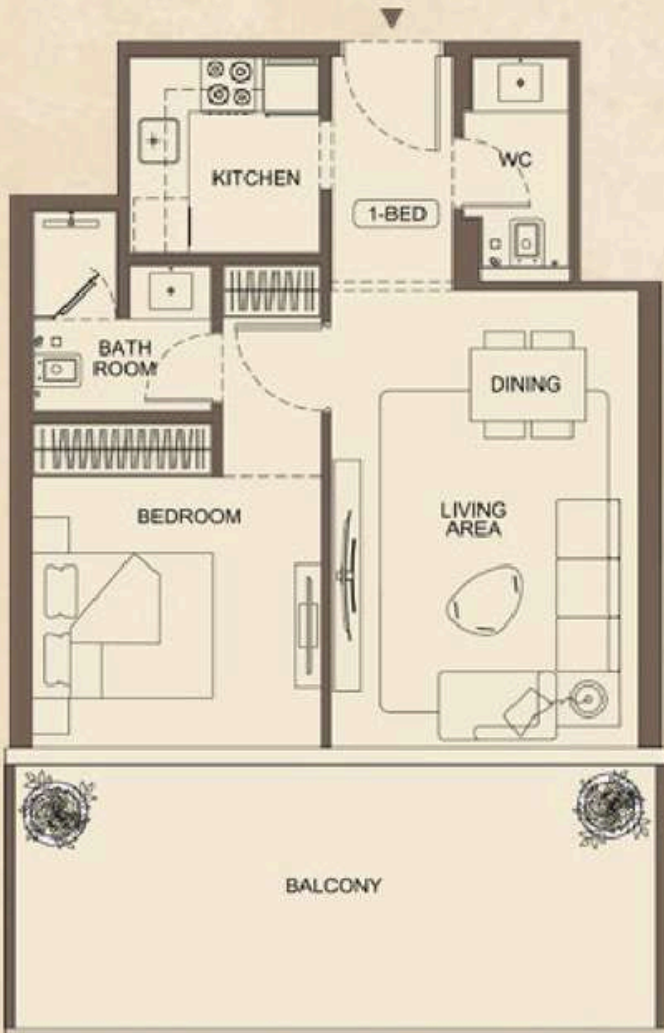 WC
KITCHEN
1-BED
BATH
ROOM
DINING
LIVING
AREA
BEDROOM
BALCONY